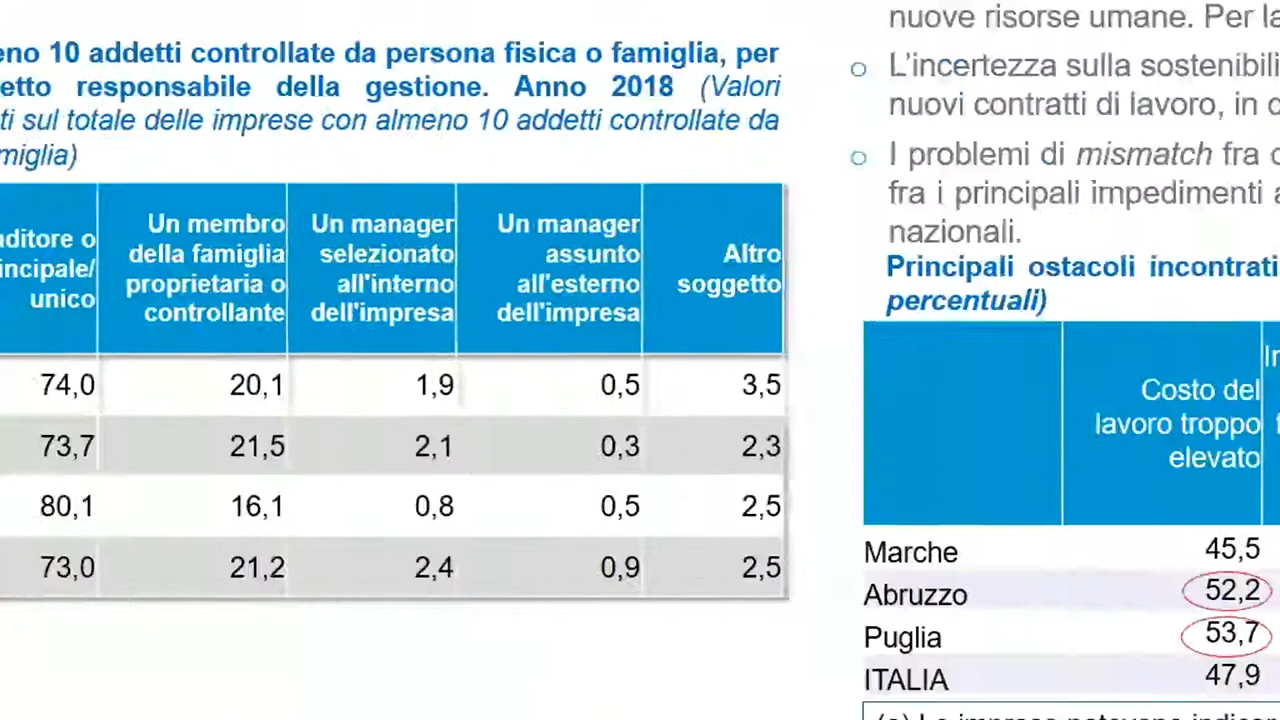 eno 10 addetti controllate da persona fisica o famiglia, per
etto responsabile della gestione. Anno 2018 (Valori
ti sul totale delle imprese con almeno 10 addetti controllate da
miglia)
nditore o
incipale/
unico
Un membro
della famiglia
proprietaria o
controllante
Un manager
selezionato
all'interno
dell'impresa
Un manager
assunto
all'esterno
dell'impresa
Altro
soggetto
74,0 20,1 1,9 0,5 3,5
73,7 21,5 2,1 0,3 2,3
80,1 16,1 0,8 0,5 2,5
73,0 21,2 2,4 0,9 2,5
nuove risorse umane. Per la
L'incertezza sulla sostenibili
nuovi contratti di lavoro, in
I problemi di mismatch fra
fra i principali impedimenti a
nazionali.
Principali ostacoli incontrati
percentuali)
Costo del
lavoro troppo
elevato
Marche 45,5
Abruzzo 52,2
Puglia 53,7
ITALIA 47,9